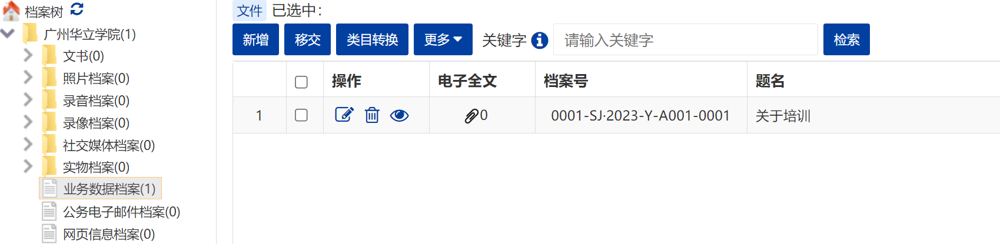 档案树
广州华立学院(1)
文书(0)
照片档案(0)
录音档案(0)
录像档案(0)
社交媒体档案(0)
实物档案(0)
业务数据档案(1)
公务电子邮件档案(0)
网页信息档案(0)
文件 已选中：
新增 移交 类目转换 更多 关键字 请输入关键字 检索
操作 电子全文 档案号 题名
1 0 0001-SJ·2023-Y-A001-0001 关于培训